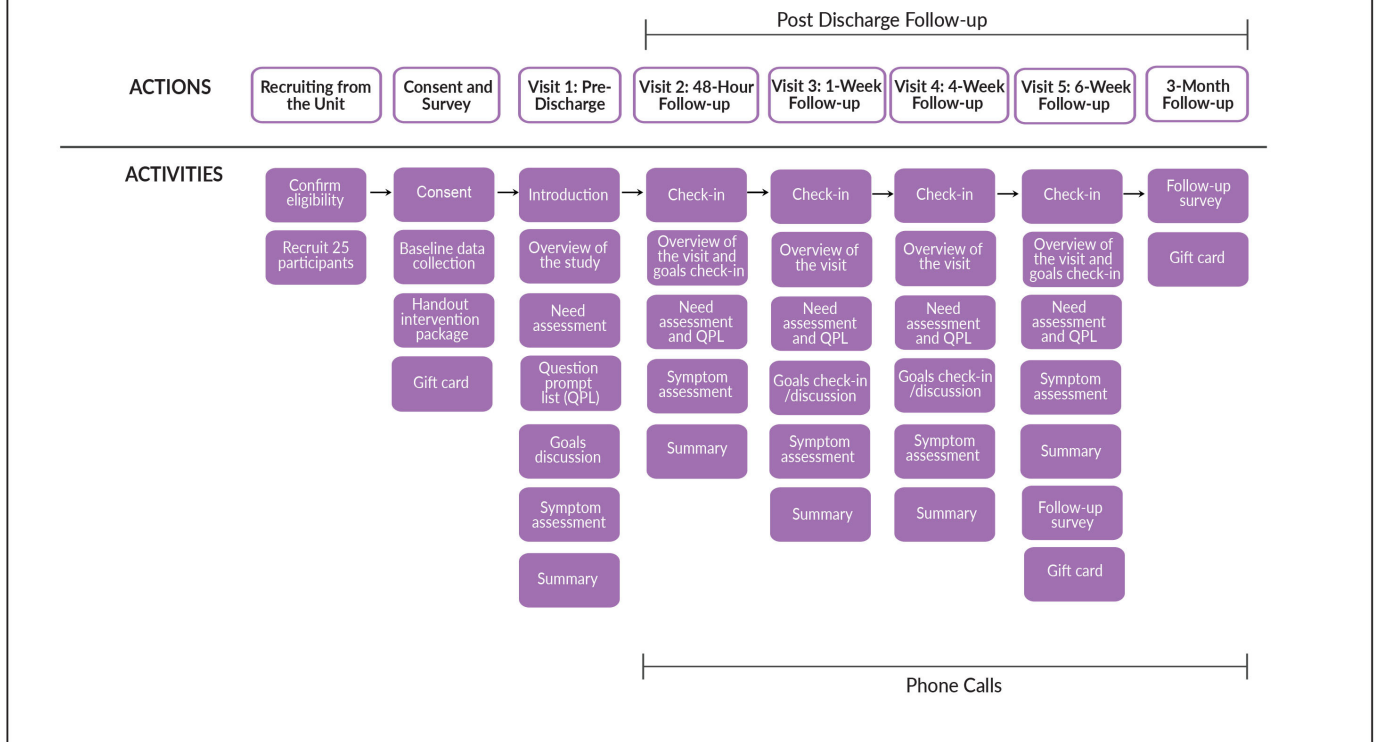 Post Discharge Follow-up
ACTIONS
Recruiting from
the Unit
Consent and
Survey
Visit 1: Pre-
Discharge
Visit 2: 48-Hour
Follow-up
Visit 3: 1-Week
Follow-up
Visit 4: 4-Week
Follow-up
Visit 5: 6-Week
Follow-up
3-Month
Follow-up
ACTIVITIES
Confirm
eligibility
Recruit 25
participants
Consent
Baseline data
collection
Handout
intervention
package
Gift card
Introduction
Overview of
the study
Need
assessment
Question
prompt
list (QPL)
Goals
discussion
Symptom
assessment
Summary
Check-in
Overview of
the visit and
goals check-in
Need
assessment
and QPL
Symptom
assessment
Summary
Check-in
Overview of
the visit
Need
assessment
and QPL
Goals check-in
/discussion
Symptom
assessment
Summary
Check-in
Overview of
the visit
Need
assessment
and QPL
Goals check-in
/discussion
Symptom
assessment
Summary
Check-in
Overview of
the visit and
goals check-in
Need
assessment
and QPL
Symptom
assessment
Summary
Follow-up
survey
Gift card
Follow-up
survey
Gift card
Phone Calls